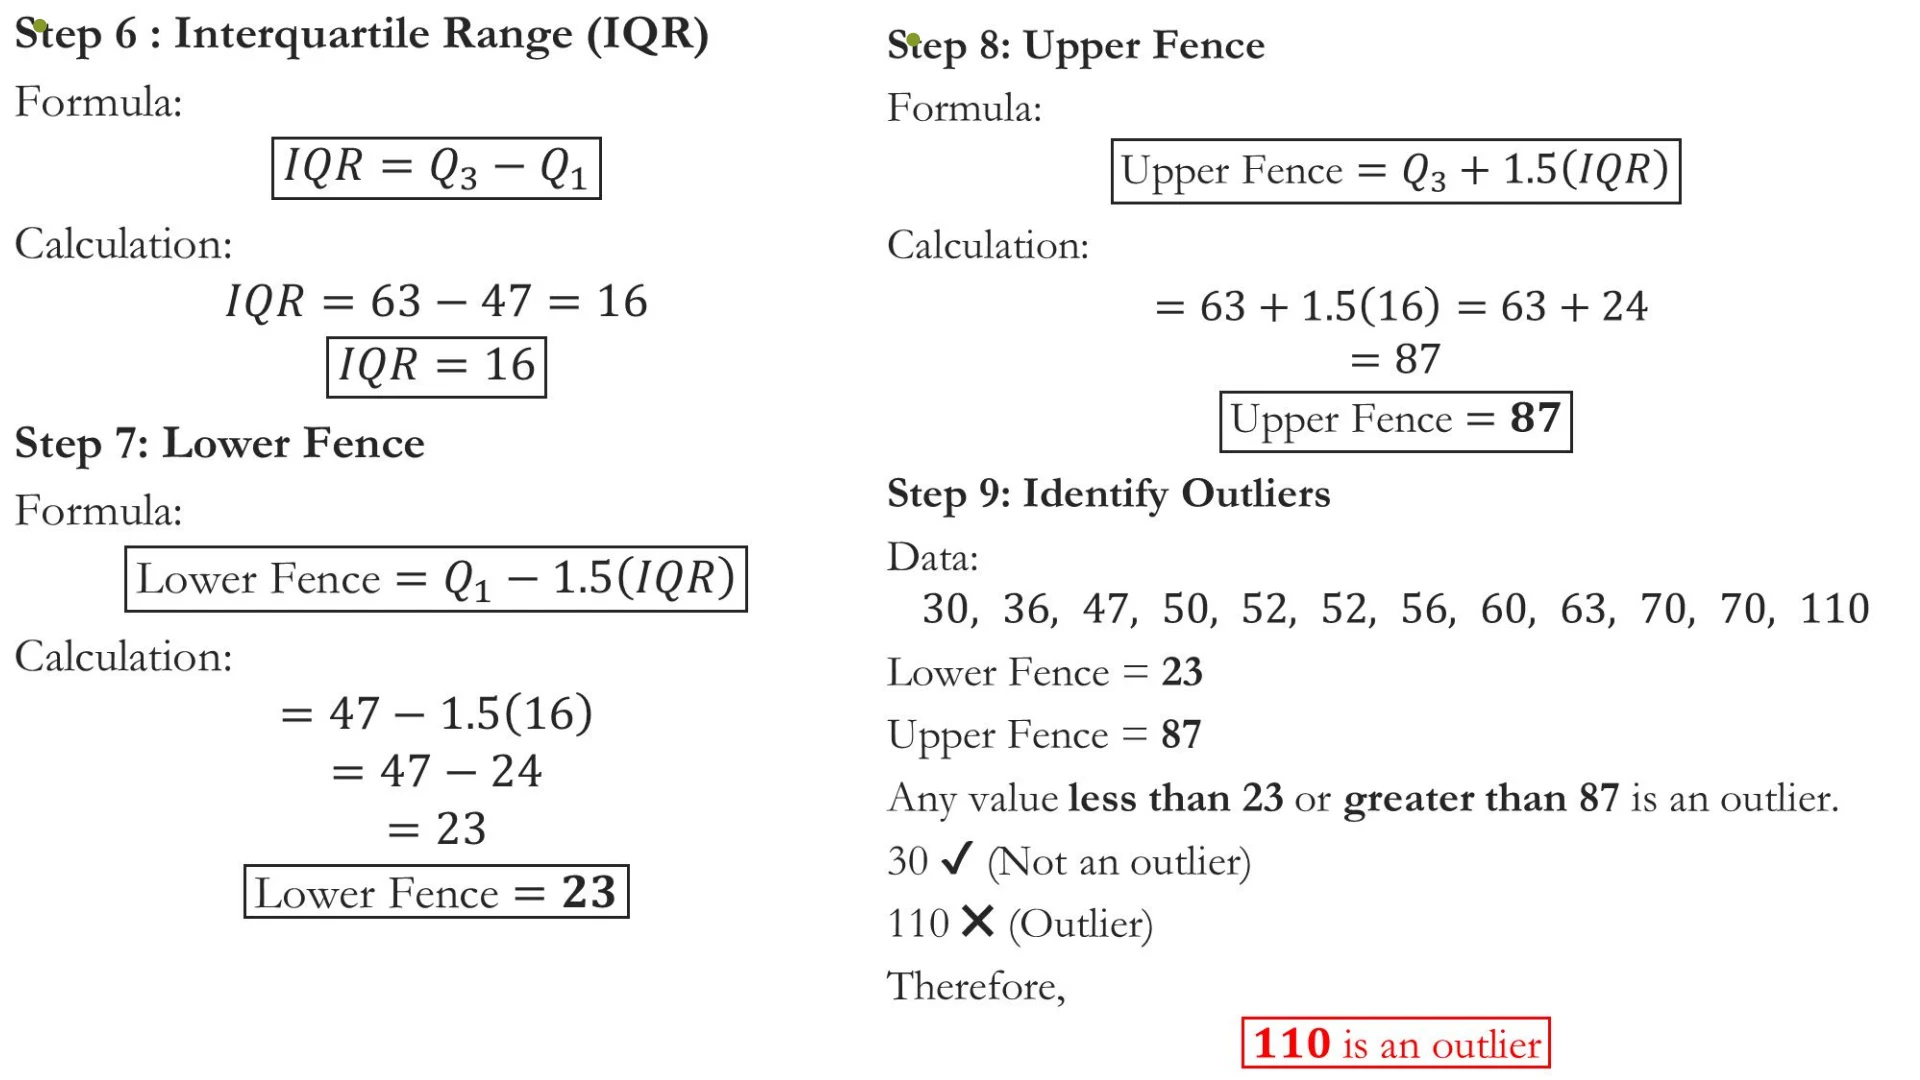 Step 6 : Interquartile Range (IQR)
Formula:
IQR = Q₃ − Q₁
Calculation:
IQR = 63 − 47 = 16
IQR = 16
Step 7: Lower Fence
Formula:
Lower Fence = Q₁ − 1.5(IQR)
Calculation:
= 47 − 1.5(16)
= 47 − 24
= 23
Lower Fence = 23
Step 8: Upper Fence
Formula:
Upper Fence = Q₃ + 1.5(IQR)
Calculation:
= 63 + 1.5(16) = 63 + 24
= 87
Upper Fence = 87
Step 9: Identify Outliers
Data:
30, 36, 47, 50, 52, 52, 56, 60, 63, 70, 70, 110
Lower Fence = 23
Upper Fence = 87
Any value less than 23 or greater than 87 is an outlier.
30 ✔ (Not an outlier)
110 ✕ (Outlier)
Therefore,
110 is an outlier